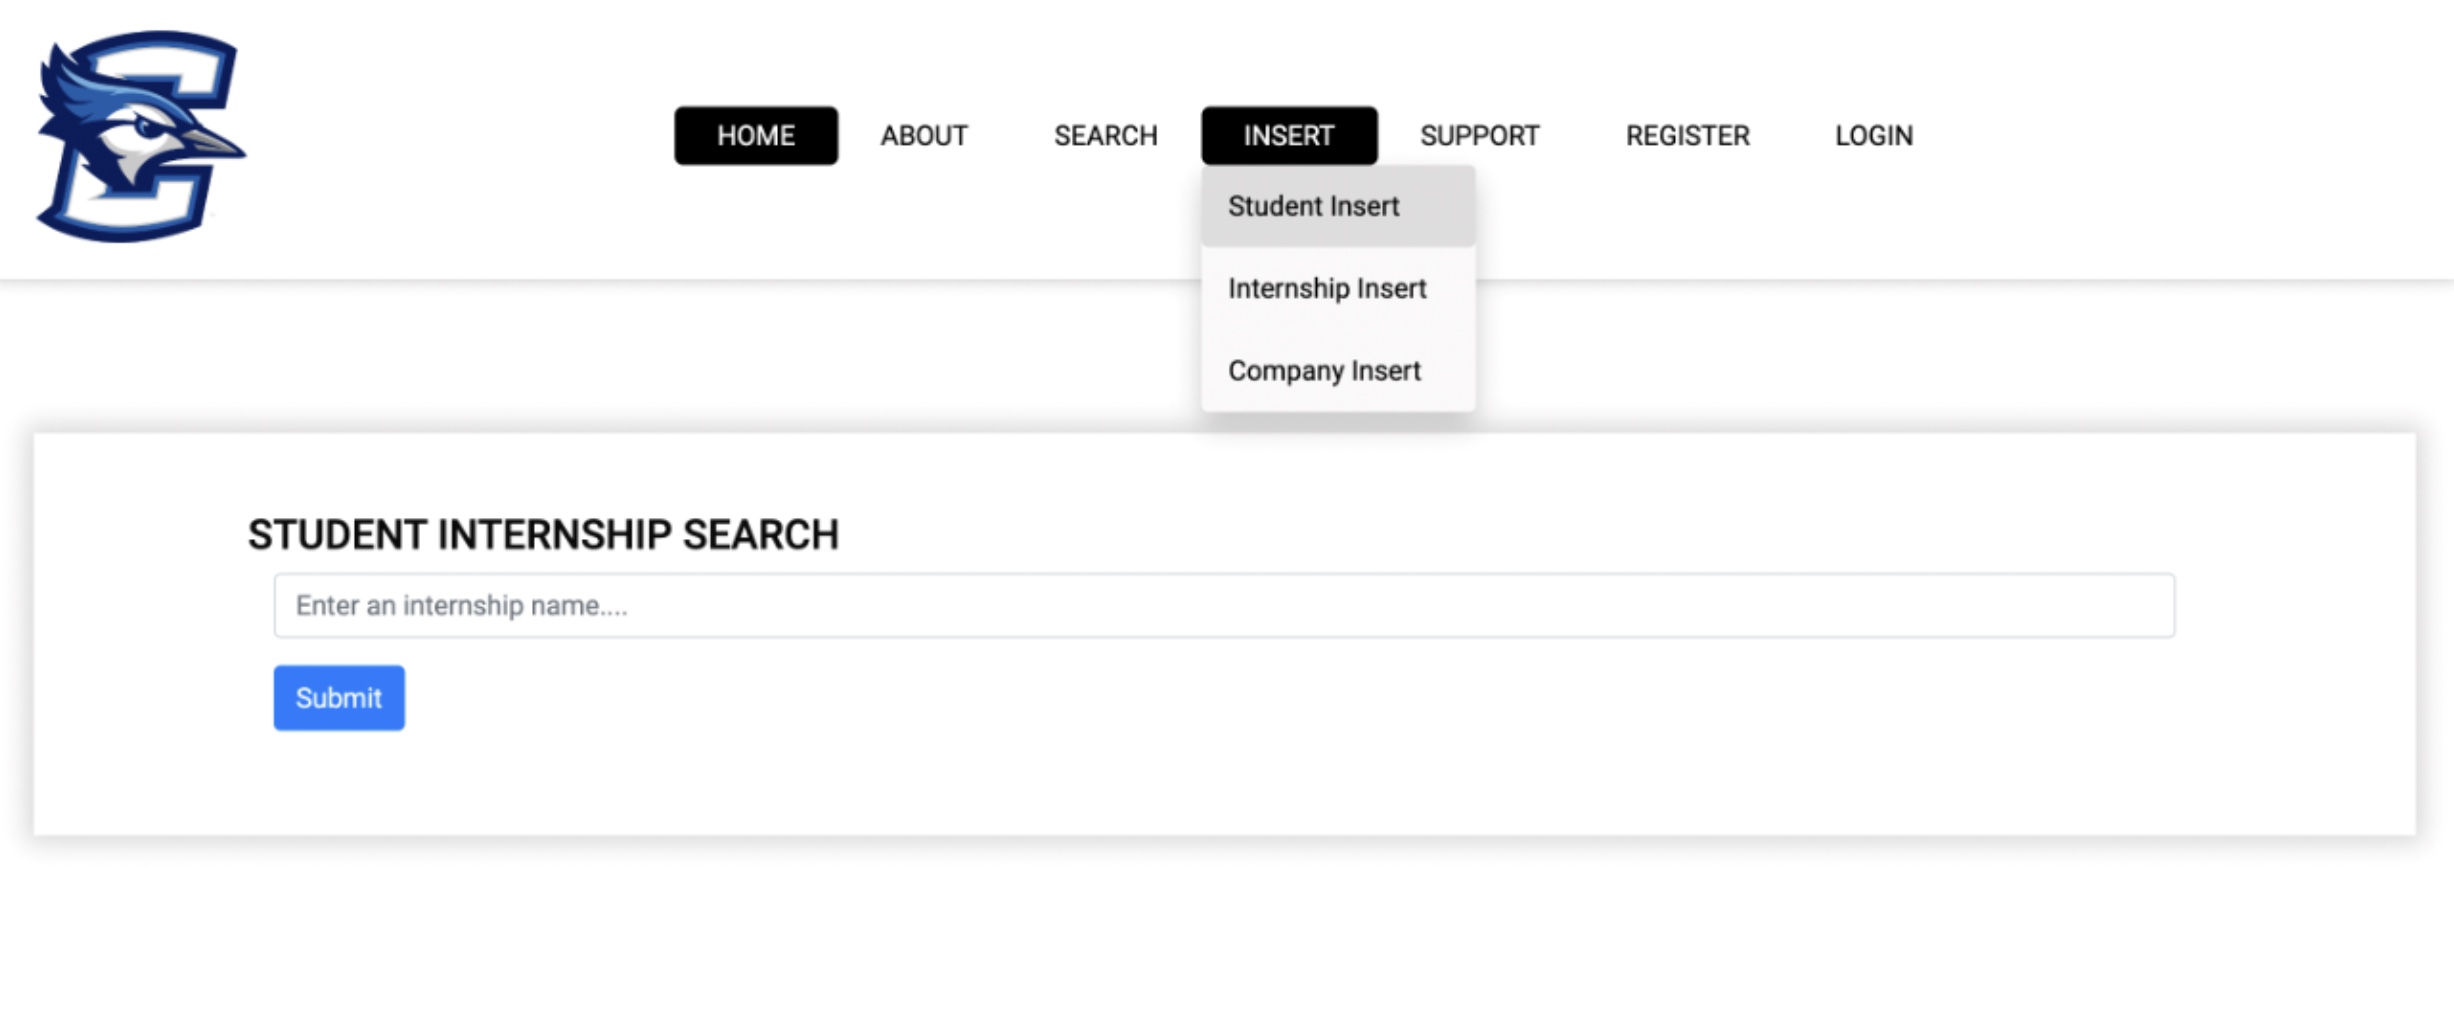 HOME ABOUT SEARCH INSERT SUPPORT REGISTER LOGIN
Student Insert
Internship Insert
Company Insert
STUDENT INTERNSHIP SEARCH
Enter an internship name....
Submit